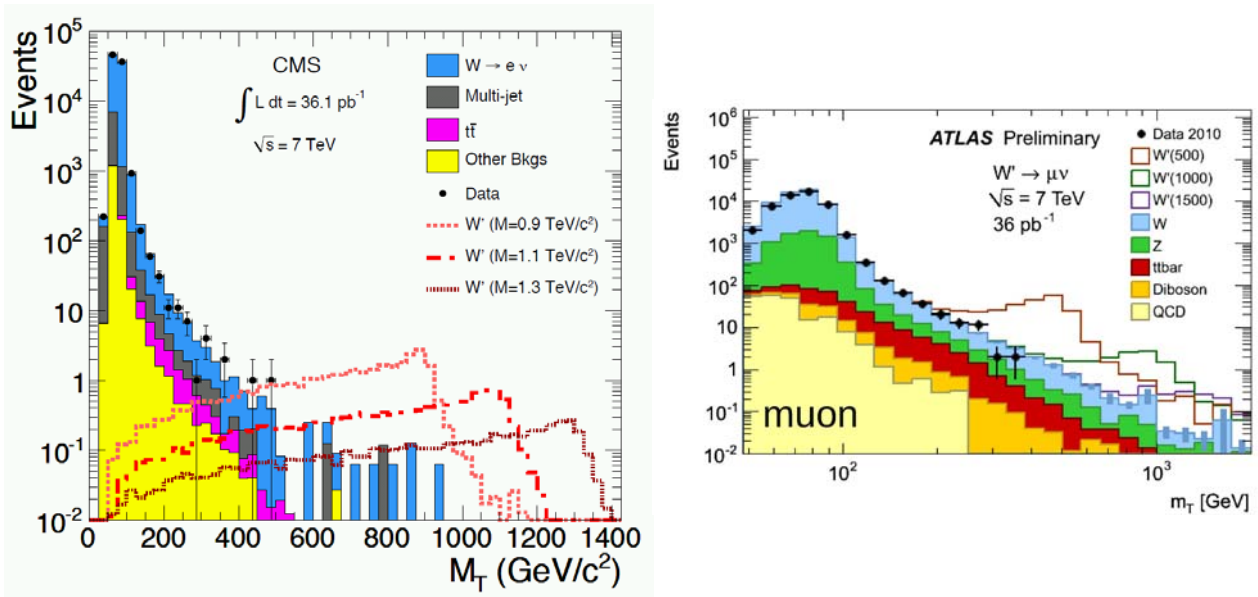 Events
10⁵
10⁴
10³
10²
10
1
10⁻¹
10⁻²
CMS
∫ L dt = 36.1 pb⁻¹
√s = 7 TeV
W → e ν
Multi-jet
tt̄
Other Bkgs
Data
W' (M=0.9 TeV/c²)
W' (M=1.1 TeV/c²)
W' (M=1.3 TeV/c²)
0 200 400 600 800 1000 1200 1400
M_T (GeV/c²)
Events
10⁶
10⁵
10⁴
10³
10²
10
1
10⁻¹
10⁻²
ATLAS Preliminary
W' → μν
√s = 7 TeV
36 pb⁻¹
Data 2010
W'(500)
W'(1000)
W'(1500)
W
Z
ttbar
Diboson
QCD
muon
10² 10³
m_T [GeV]